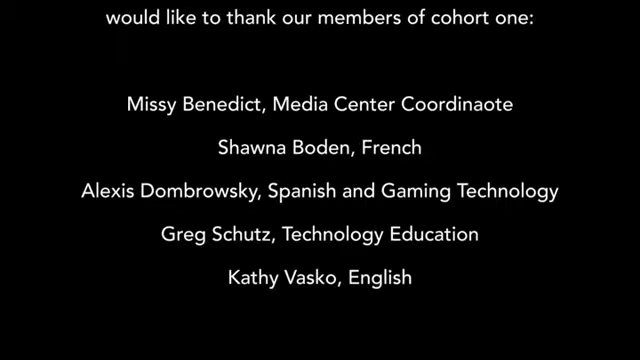 would like to thank our members of cohort one:
Missy Benedict, Media Center Coordinaote
Shawna Boden, French
Alexis Dombrowsky, Spanish and Gaming Technology
Greg Schutz, Technology Education
Kathy Vasko, English